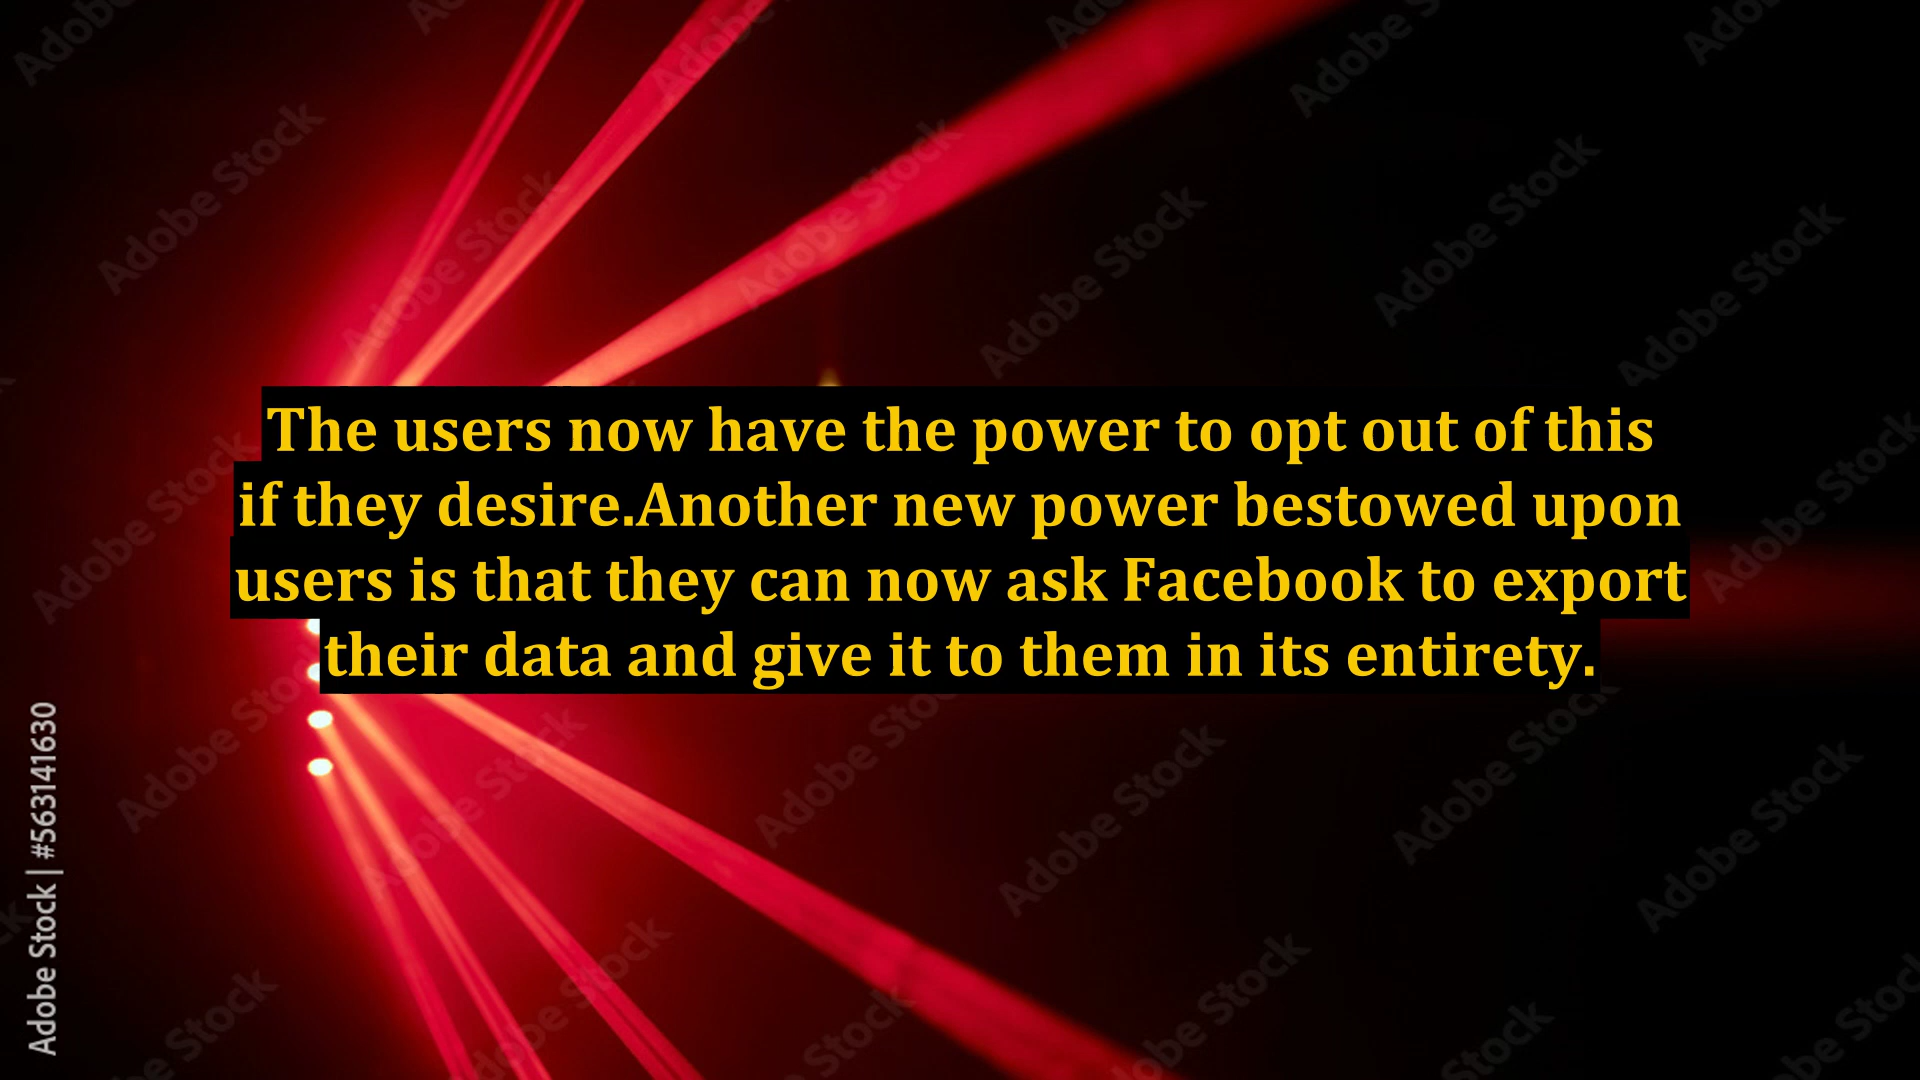 The users now have the power to opt out of this
if they desire.Another new power bestowed upon
users is that they can now ask Facebook to export
their data and give it to them in its entirety.
Adobe Stock | #563141630
Adobe Stock